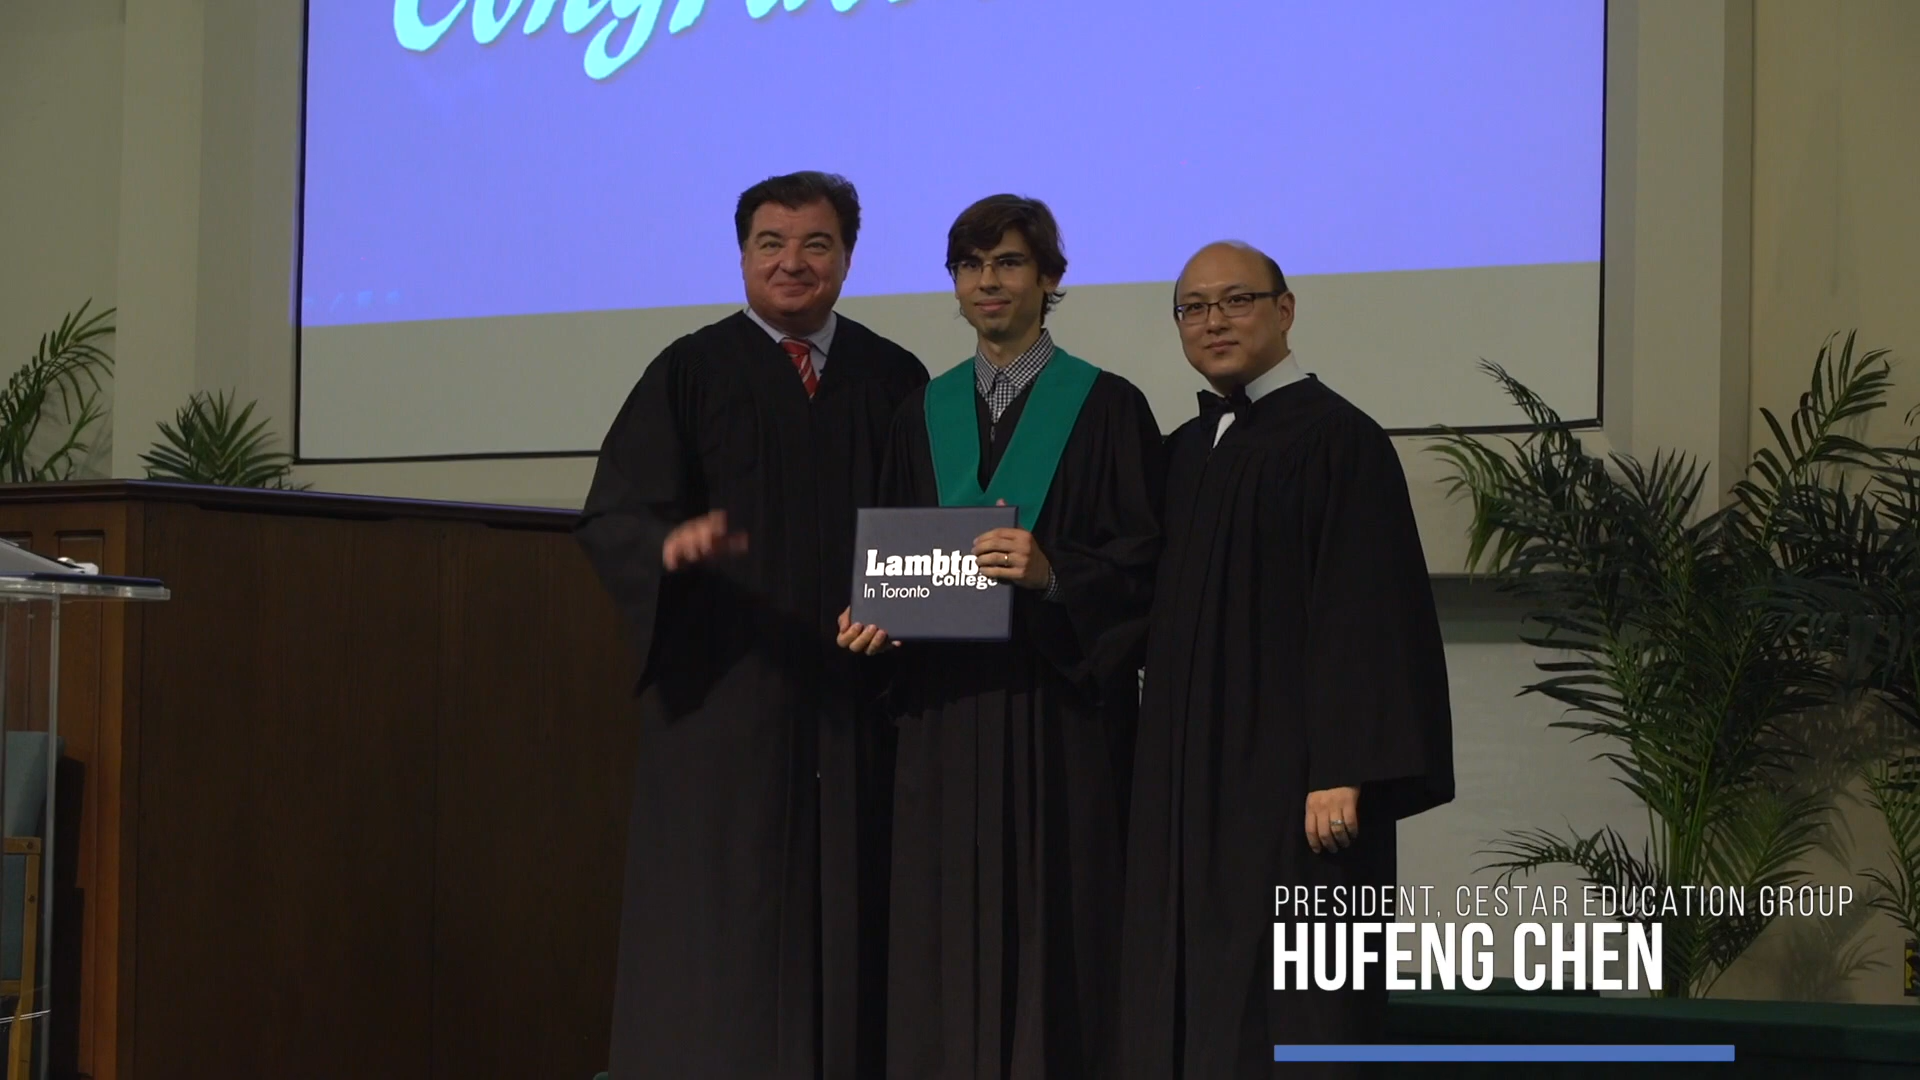 Lambto
College
In Toronto
PRESIDENT, CESTAR EDUCATION GROUP
HUFENG CHEN